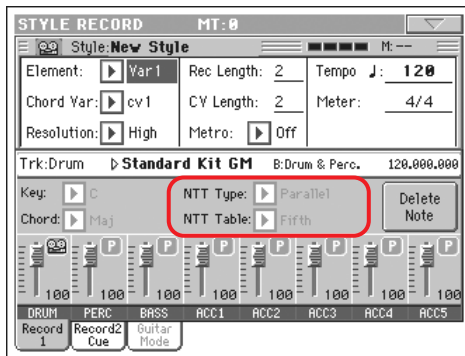 STYLE RECORD MT:0
Style:New Style M:--
Element: Var1 Rec Length: 2 Tempo ♩: 120
Chord Var: cv1 CV Length: 2 Meter: 4/4
Resolution: High Metro: Off
Trk:Drum Standard Kit GM B:Drum & Perc. 120.000.000
Key: C NTT Type: Parallel Delete
Chord: Maj NTT Table: Fifth Note
P P P P P P P
100 100 100 100 100 100 100 100
DRUM PERC BASS ACC1 ACC2 ACC3 ACC4 ACC5
Record 1
Record2 Cue
Guitar Mode